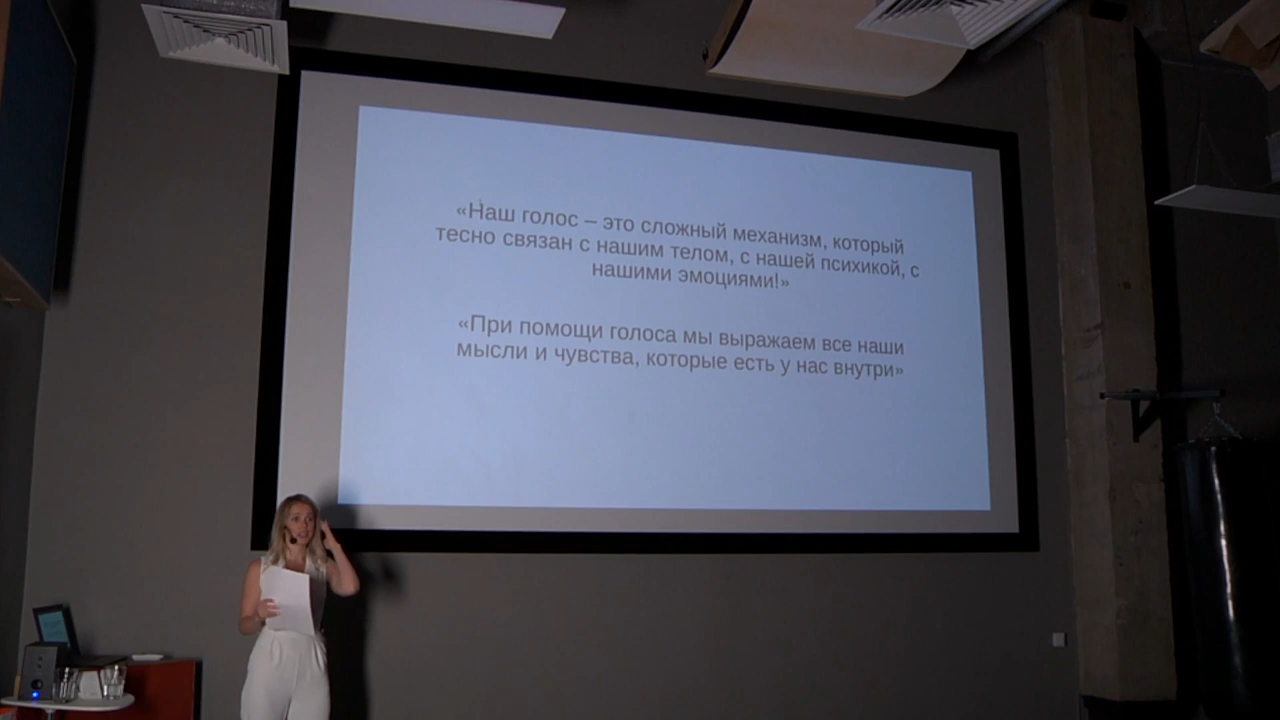 «Наш голос – это сложный механизм, который
тесно связан с нашим телом, с нашей психикой, с
нашими эмоциями!»
«При помощи голоса мы выражаем все наши
мысли и чувства, которые есть у нас внутри»